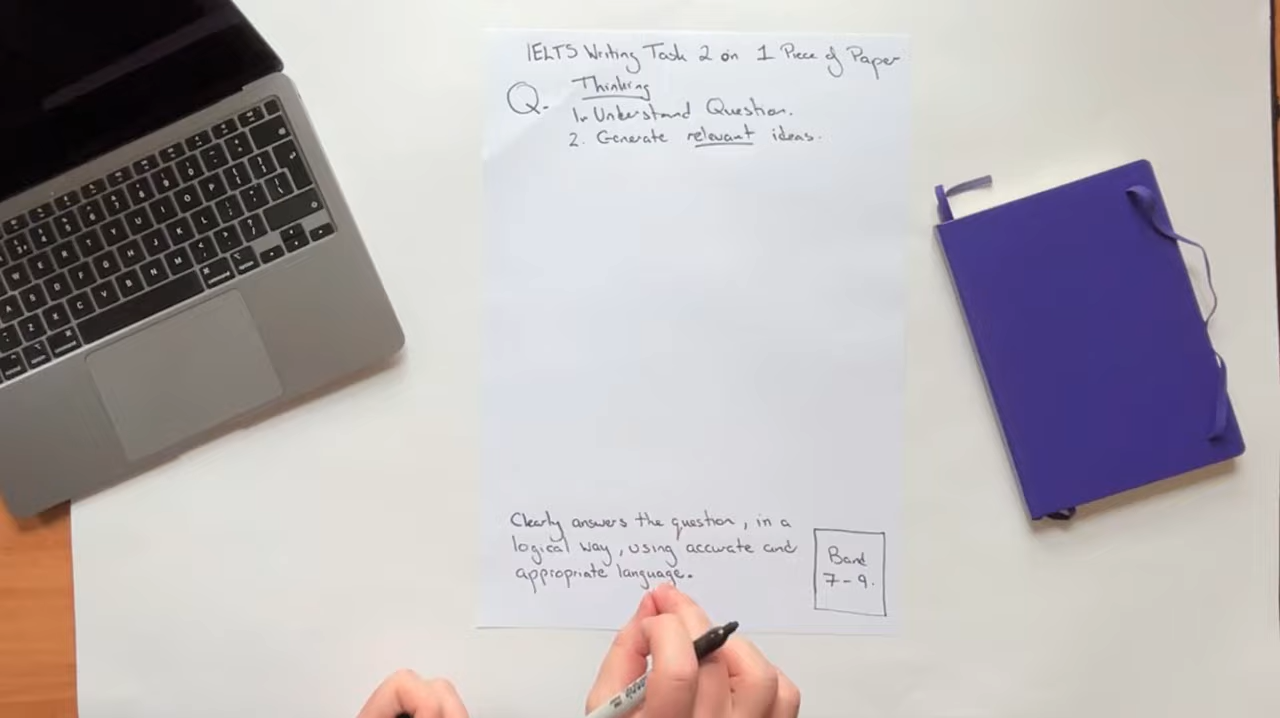 IELTS Writing Task 2 on 1 Piece of Paper
Thinking
Q.
1. Understand Question.
2. Generate relevant ideas.
Clearly answers the question, in a
logical way, using accurate and
appropriate language.
Band
7-9.